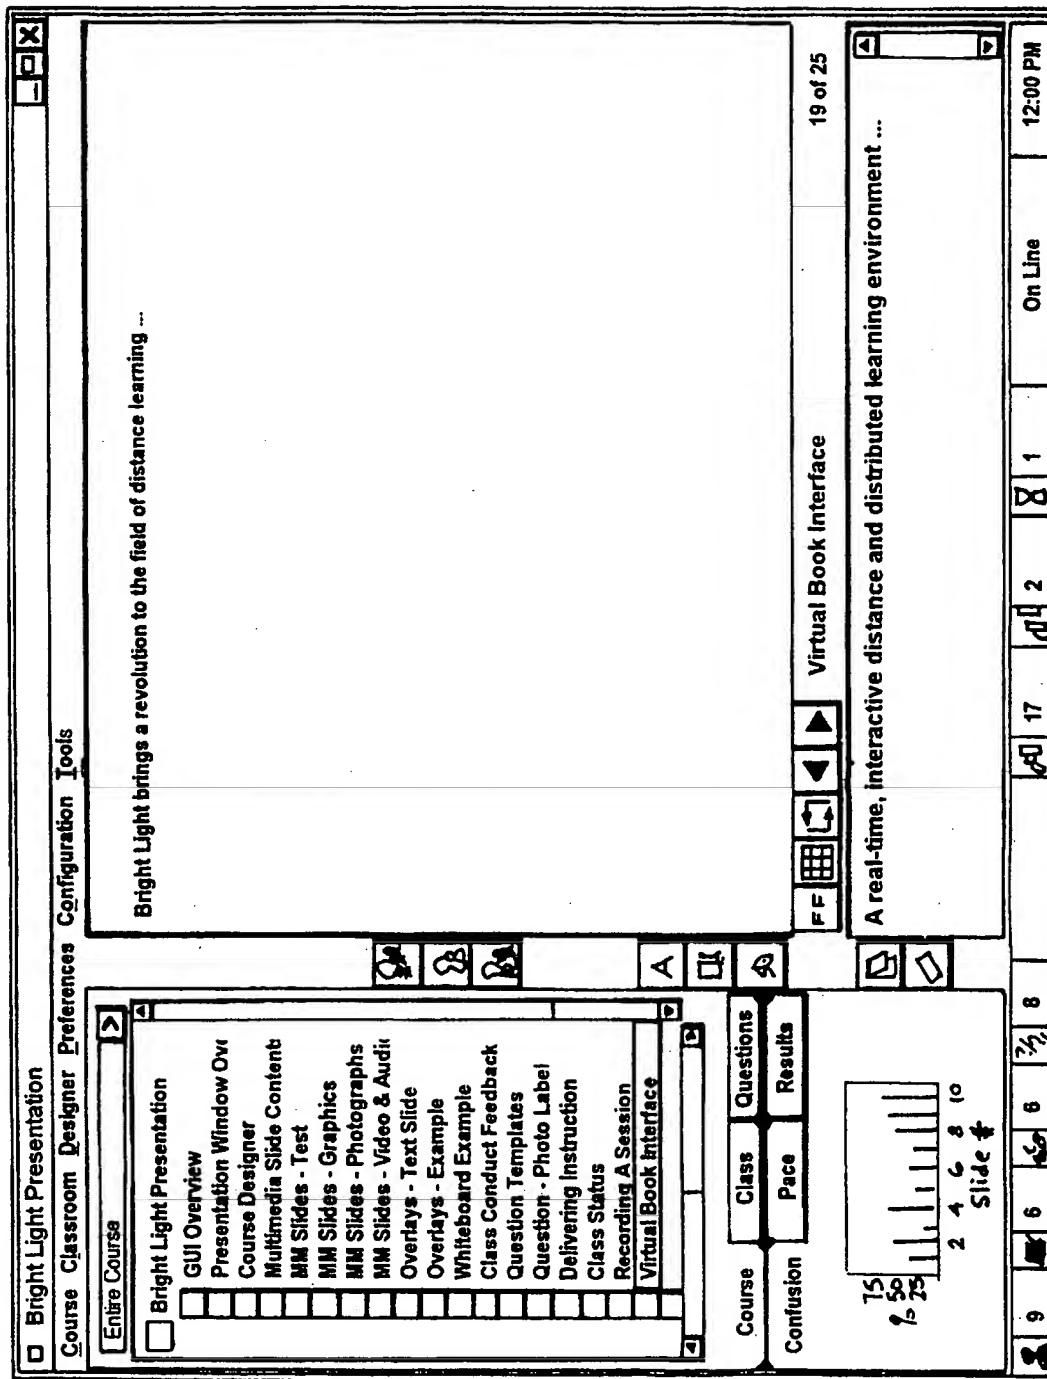 Bright Light Presentation
Course Classroom Designer Preferences Configuration Tools
Entire Course
Bright Light Presentation
GUI Overview
Presentation Window Ove
Course Designer
Multimedia Slide Content
MM Slides - Test
MM Slides - Graphics
MM Slides - Photographs
MM Slides - Video & Audi
Overlays - Text Slide
Overlays - Example
Whiteboard Example
Class Conduct Feedback
Question Templates
Question - Photo Label
Delivering Instruction
Class Status
Recording A Session
Virtual Book Interface
Course Class Questions
Confusion Pace Results
75
% 50
25
2 4 6 8 10
Slide #
Bright Light brings a revolution to the field of distance learning ...
A
FF Virtual Book Interface 19 of 25
A real-time, interactive distance and distributed learning environment ...
9 6 6 8 17 2 1 On Line 12:00 PM